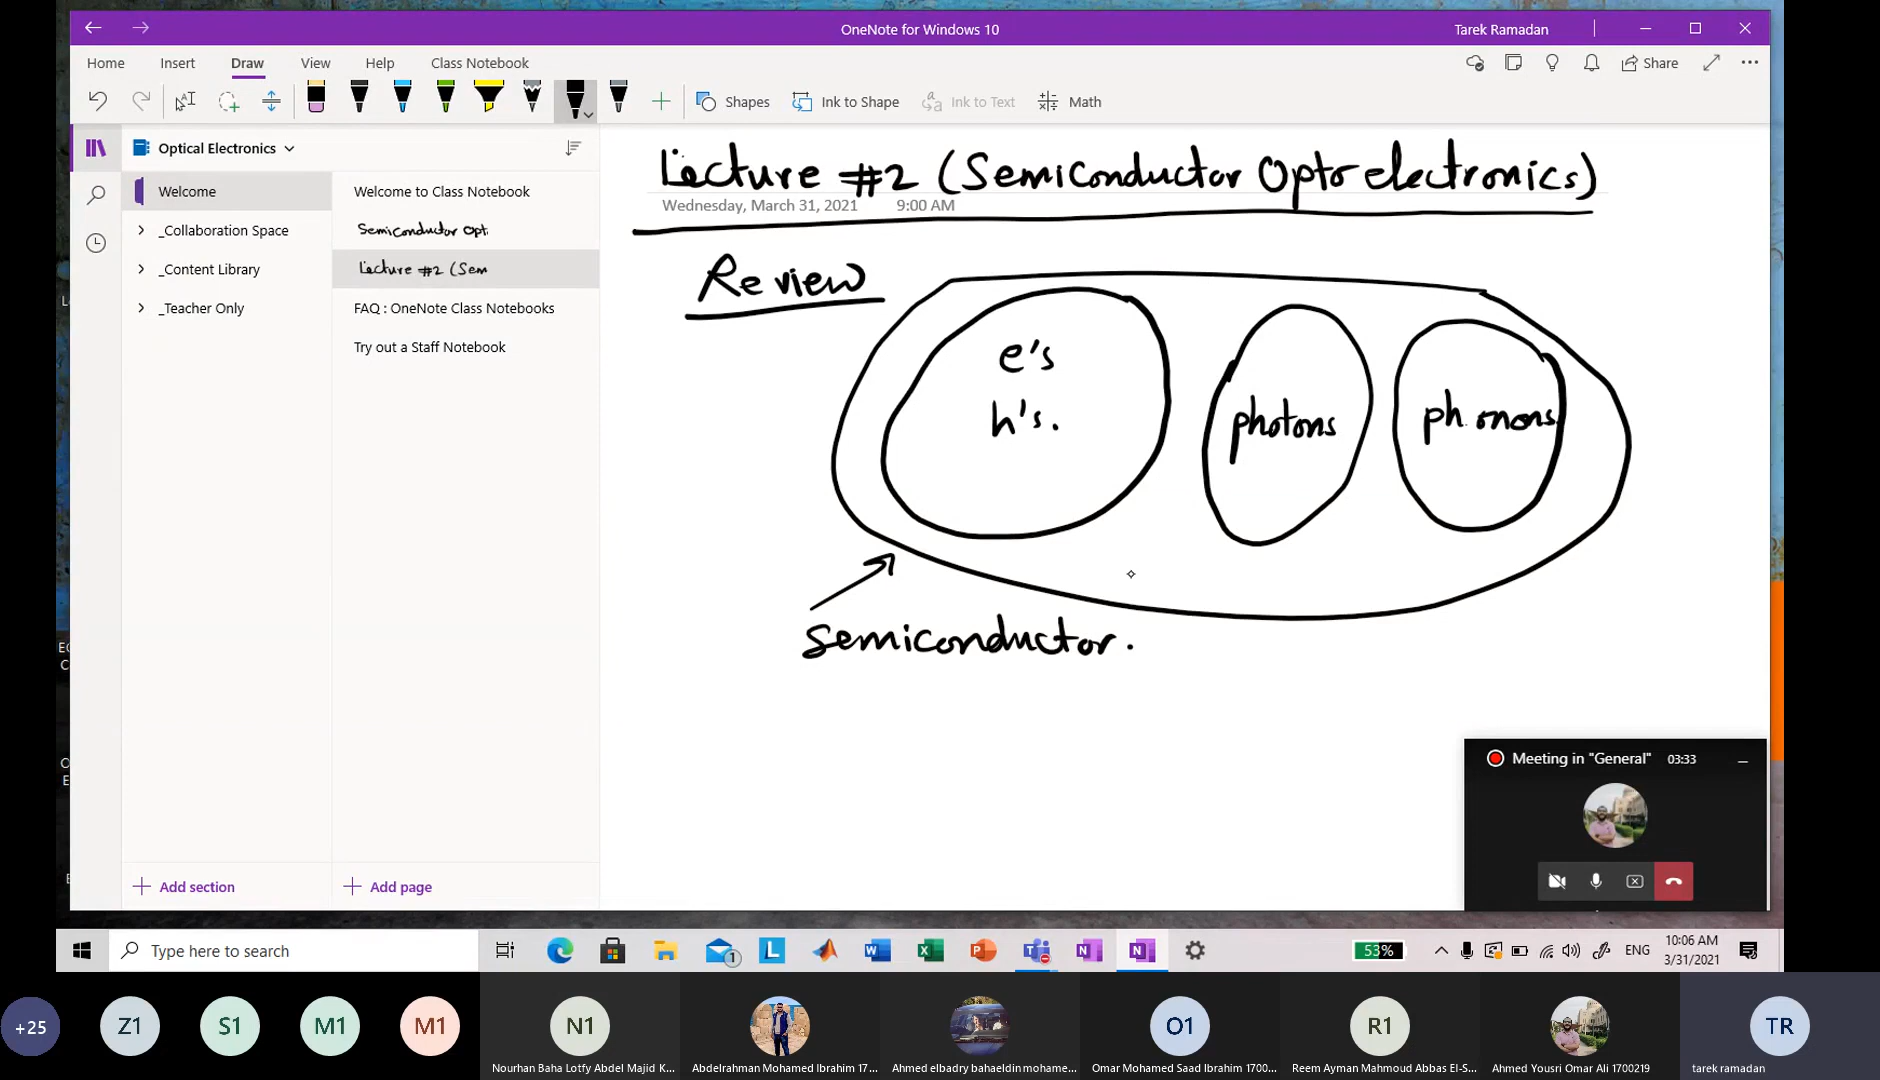 OneNote for Windows 10
Tarek Ramadan
Home Insert Draw View Help Class Notebook
Share
Shapes Ink to Shape Ink to Text Math
Optical Electronics
Welcome
_Collaboration Space
_Content Library
_Teacher Only
Welcome to Class Notebook
Semiconductor Opt
Lecture #2 (Sem
FAQ : OneNote Class Notebooks
Try out a Staff Notebook
Add section
Add page
Lecture #2 (Semiconductor Optoelectronics)
Wednesday, March 31, 2021 9:00 AM
Review
e's
h's.
photons
phonons
semiconductor.
Meeting in "General" 03:33
Type here to search
1
53%
ENG
10:06 AM
3/31/2021
+25
Z1
S1
M1
M1
N1
O1
R1
TR
Nourhan Baha Lotfy Abdel Majid K...
Abdelrahman Mohamed Ibrahim 17...
Ahmed elbadry bahaeldin mohame...
Omar Mohamed Saad Ibrahim 1700...
Reem Ayman Mahmoud Abbas El-S...
Ahmed Yousri Omar Ali 1700219
tarek ramadan